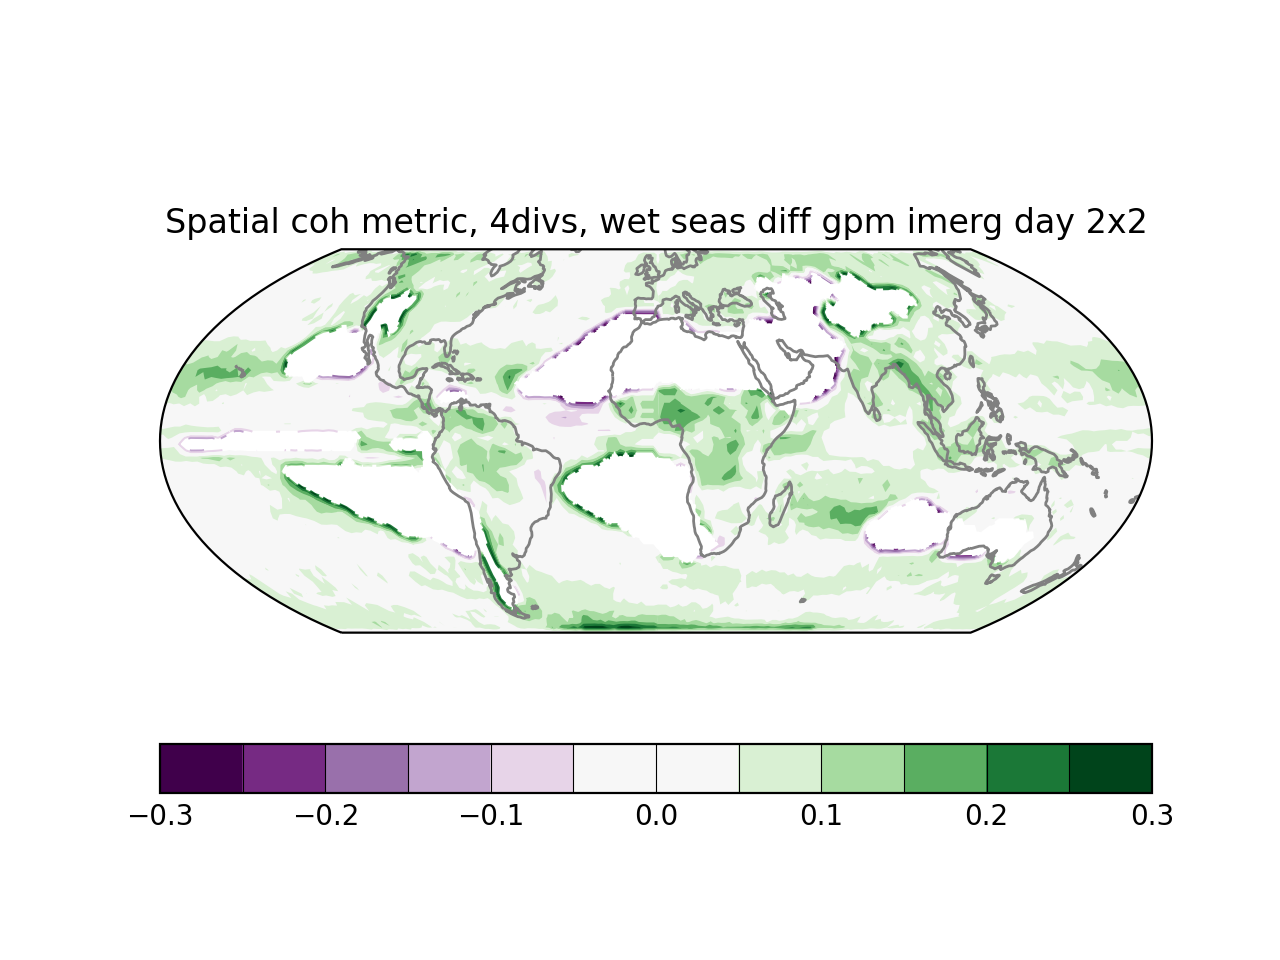 Spatial coh metric, 4divs, wet seas diff gpm imerg day 2x2
−0.3 −0.2 −0.1 0.0 0.1 0.2 0.3